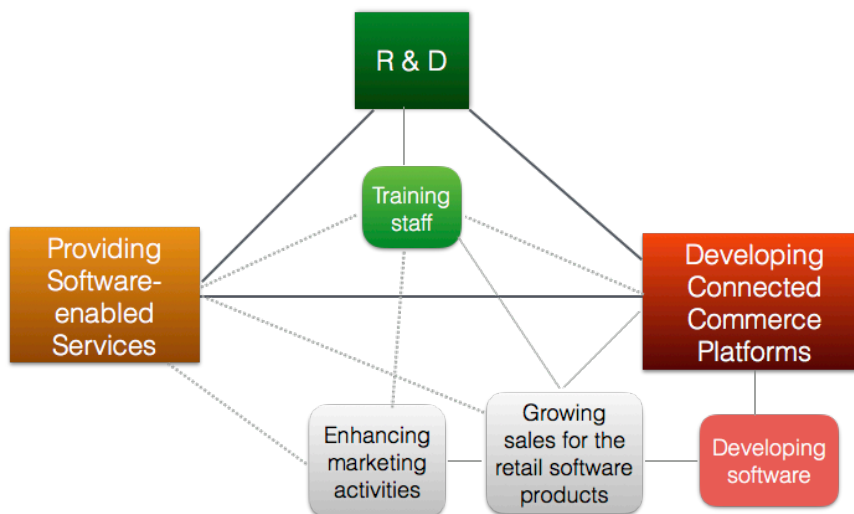 R & D
Training
staff
Providing
Software-
enabled
Services
Developing
Connected
Commerce
Platforms
Enhancing
marketing
activities
Growing
sales for the
retail software
products
Developing
software